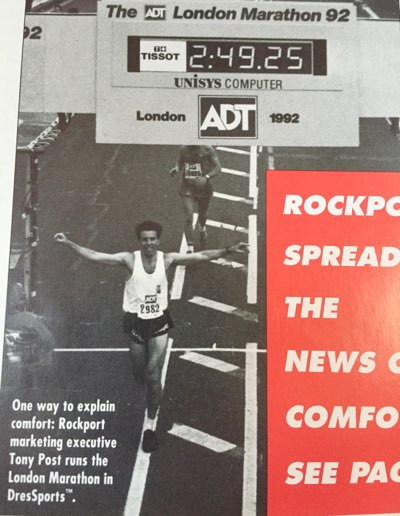 The ADT London Marathon 92
92
TISSOT 2:49.25
UNISYS COMPUTER
London ADT 1992
ADT
2982
ROCKPO
SPREAD
THE
NEWS O
COMFO
SEE PAG
One way to explain
comfort: Rockport
marketing executive
Tony Post runs the
London Marathon in
DresSports™.